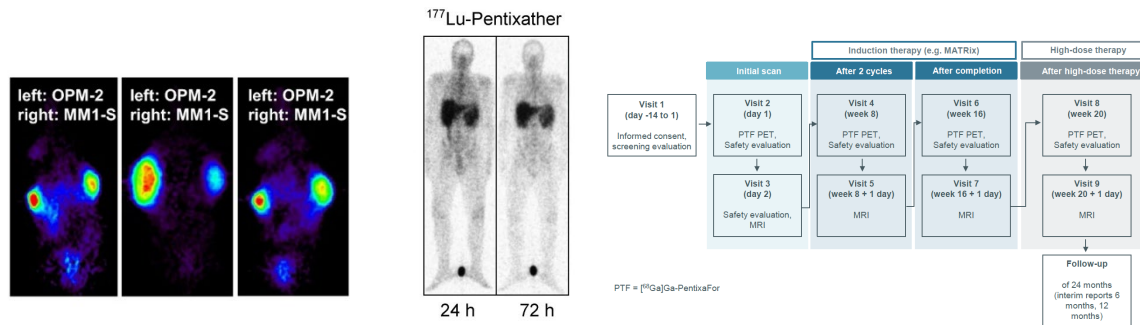 left: OPM-2
right: MM1-S
left: OPM-2
right: MM1-S
left: OPM-2
right: MM1-S
177Lu-Pentixather
24 h
72 h
Induction therapy (e.g. MATRix)
High-dose therapy
Initial scan
After 2 cycles
After completion
After high-dose therapy
Visit 1
(day -14 to 1)
Informed consent,
screening evaluation
Visit 2
(day 1)
PTF PET,
Safety evaluation
Visit 3
(day 2)
Safety evaluation,
MRI
Visit 4
(week 8)
PTF PET,
Safety evaluation
Visit 5
(week 8 + 1 day)
MRI
Visit 6
(week 16)
PTF PET,
Safety evaluation
Visit 7
(week 16 + 1 day)
MRI
Visit 8
(week 20)
PTF PET,
Safety evaluation
Visit 9
(week 20 + 1 day)
MRI
Follow-up
of 24 months
(interim reports 6
months, 12
months)
PTF = [68Ga]Ga-PentixaFor